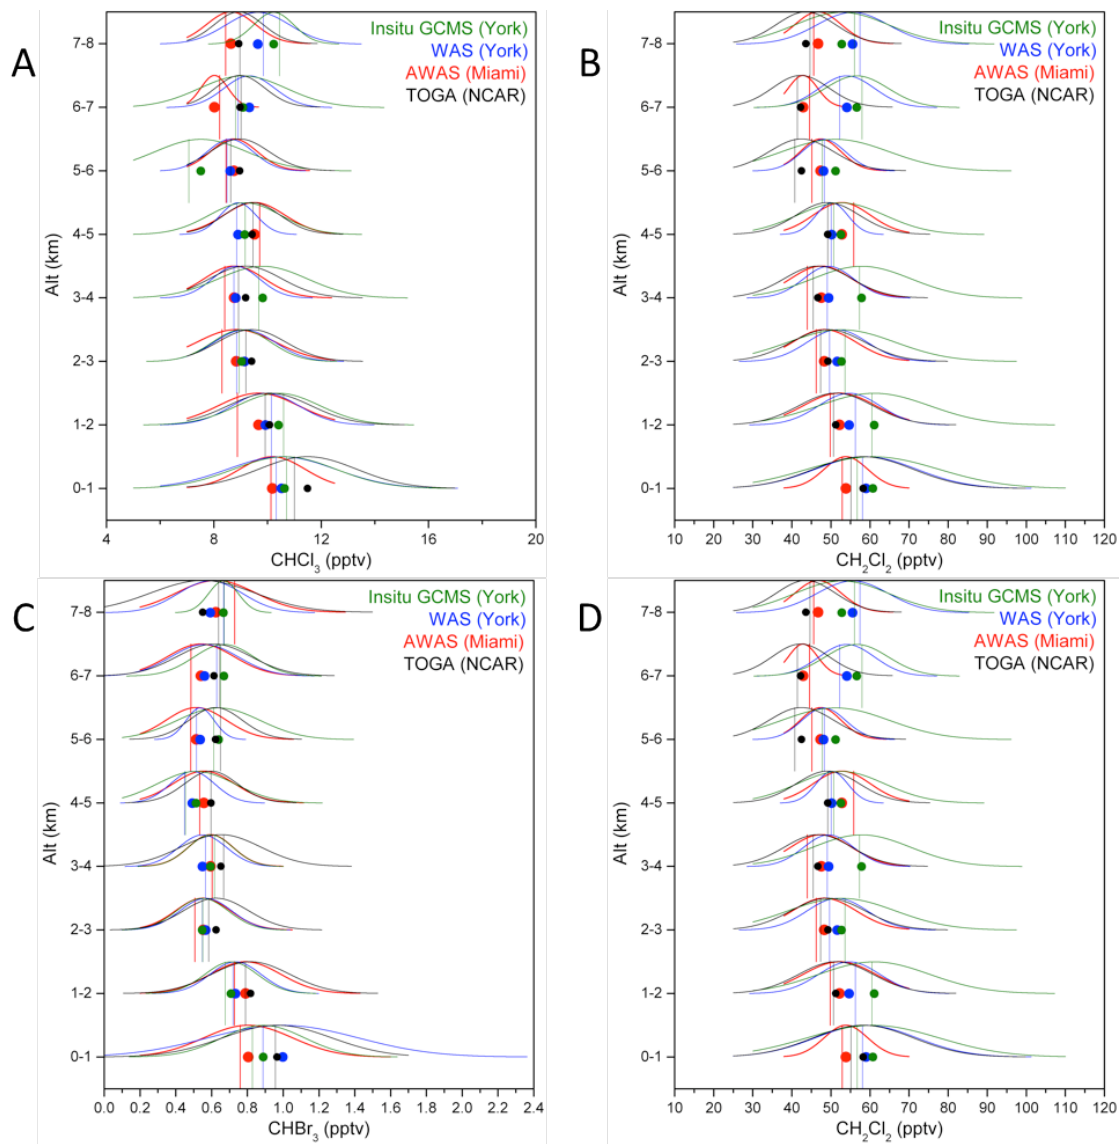 A
Insitu GCMS (York)
WAS (York)
AWAS (Miami)
TOGA (NCAR)
7-8
6-7
5-6
4-5
3-4
2-3
1-2
0-1
Alt (km)
4 8 12 16 20
CHCl₃ (pptv)
B
Insitu GCMS (York)
WAS (York)
AWAS (Miami)
TOGA (NCAR)
7-8
6-7
5-6
4-5
3-4
2-3
1-2
0-1
Alt (km)
10 20 30 40 50 60 70 80 90 100 110 120
CH₂Cl₂ (pptv)
C
Insitu GCMS (York)
WAS (York)
AWAS (Miami)
TOGA (NCAR)
7-8
6-7
5-6
4-5
3-4
2-3
1-2
0-1
Alt (km)
0.0 0.2 0.4 0.6 0.8 1.0 1.2 1.4 1.6 1.8 2.0 2.2 2.4
CHBr₃ (pptv)
D
Insitu GCMS (York)
WAS (York)
AWAS (Miami)
TOGA (NCAR)
7-8
6-7
5-6
4-5
3-4
2-3
1-2
0-1
Alt (km)
10 20 30 40 50 60 70 80 90 100 110 120
CH₂Cl₂ (pptv)